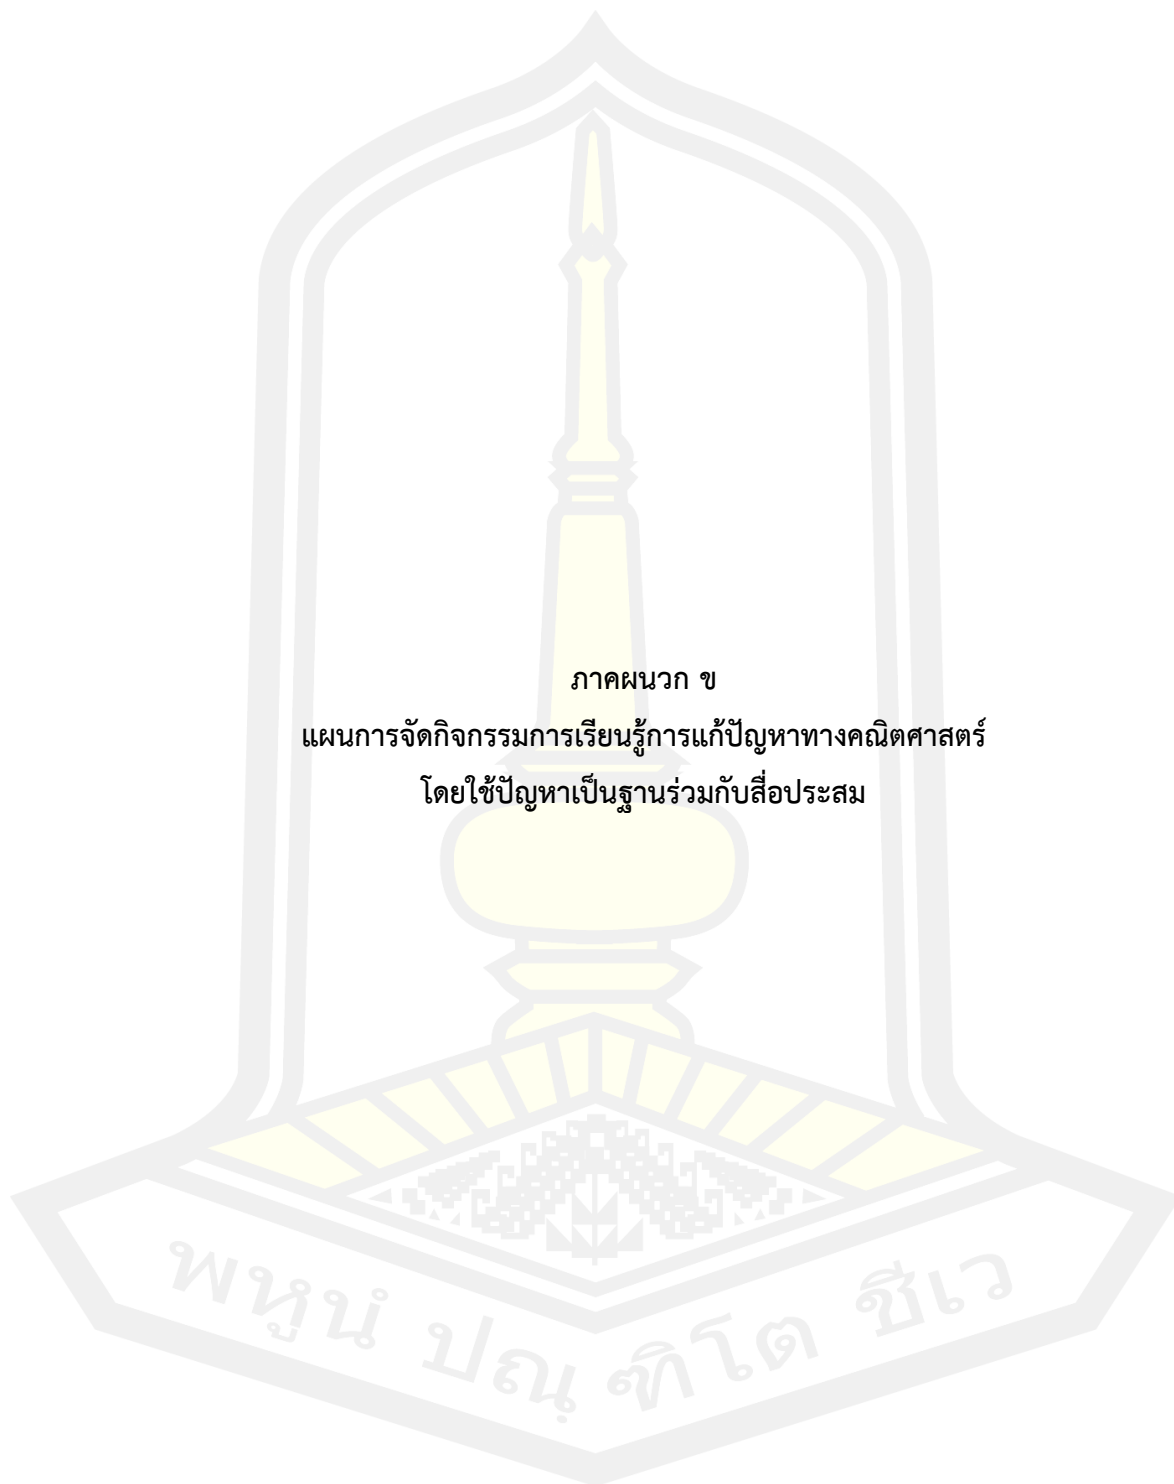 ภาคผนวก ข
แผนการจัดกิจกรรมการเรียนรู้การแก้ปัญหาทางคณิตศาสตร์
โดยใช้ปัญหาเป็นฐานร่วมกับสื่อประสม
พหูนํ ปณฺ ฑิโต ชีเว